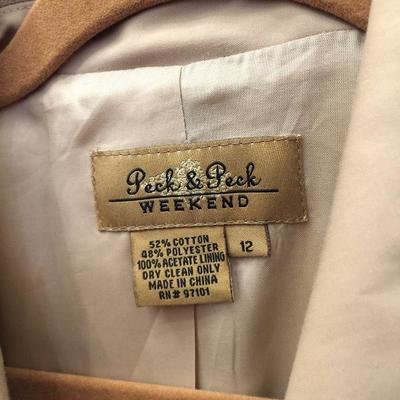 Peck & Peck
WEEKEND
52% COTTON
48% POLYESTER
100% ACETATE LINING
DRY CLEAN ONLY
MADE IN CHINA
RN# 97101
12